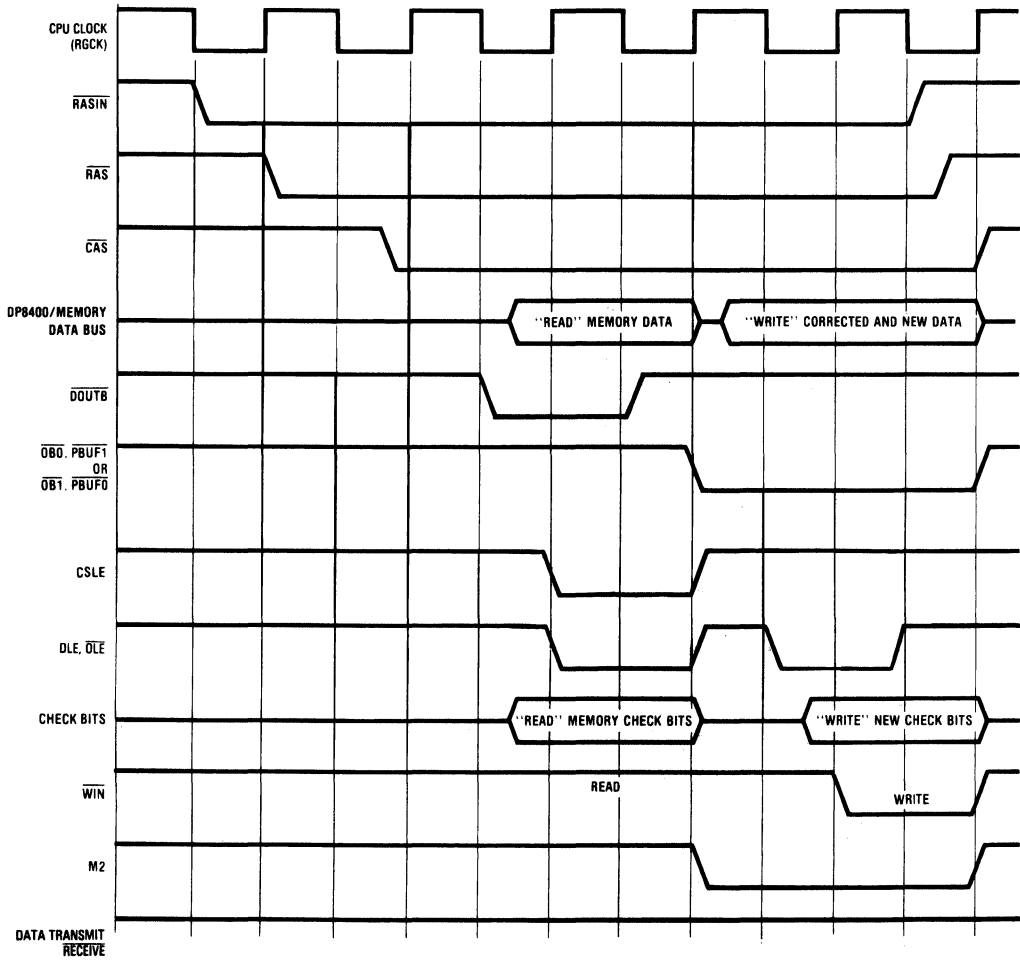 CPU CLOCK
(RGCK)
RASIN
RAS
CAS
DP8400/MEMORY
DATA BUS
"READ" MEMORY DATA
"WRITE" CORRECTED AND NEW DATA
DOUTB
OB0. PBUF1
OR
OB1. PBUF0
CSLE
DLE, OLE
CHECK BITS
"READ" MEMORY CHECK BITS
"WRITE" NEW CHECK BITS
WIN
READ
WRITE
M2
DATA TRANSMIT
RECEIVE